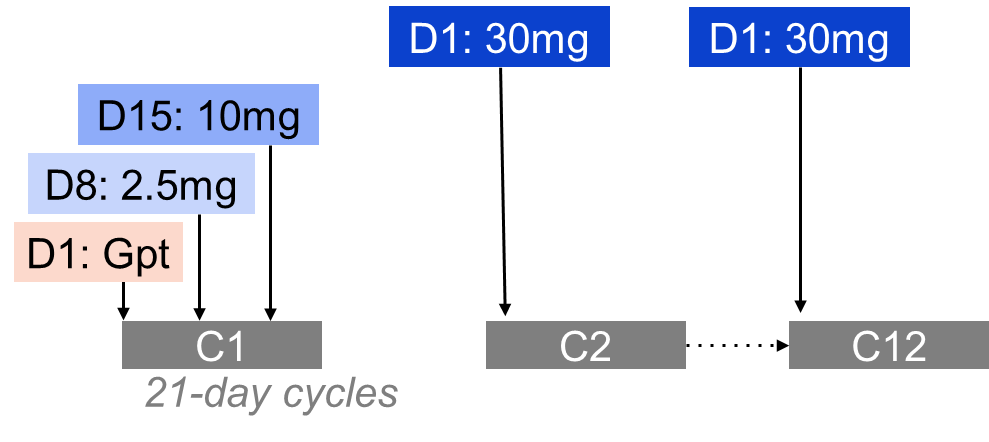 D1: 30mg
D1: 30mg
D15: 10mg
D8: 2.5mg
D1: Gpt
C1
C2
C12
21-day cycles